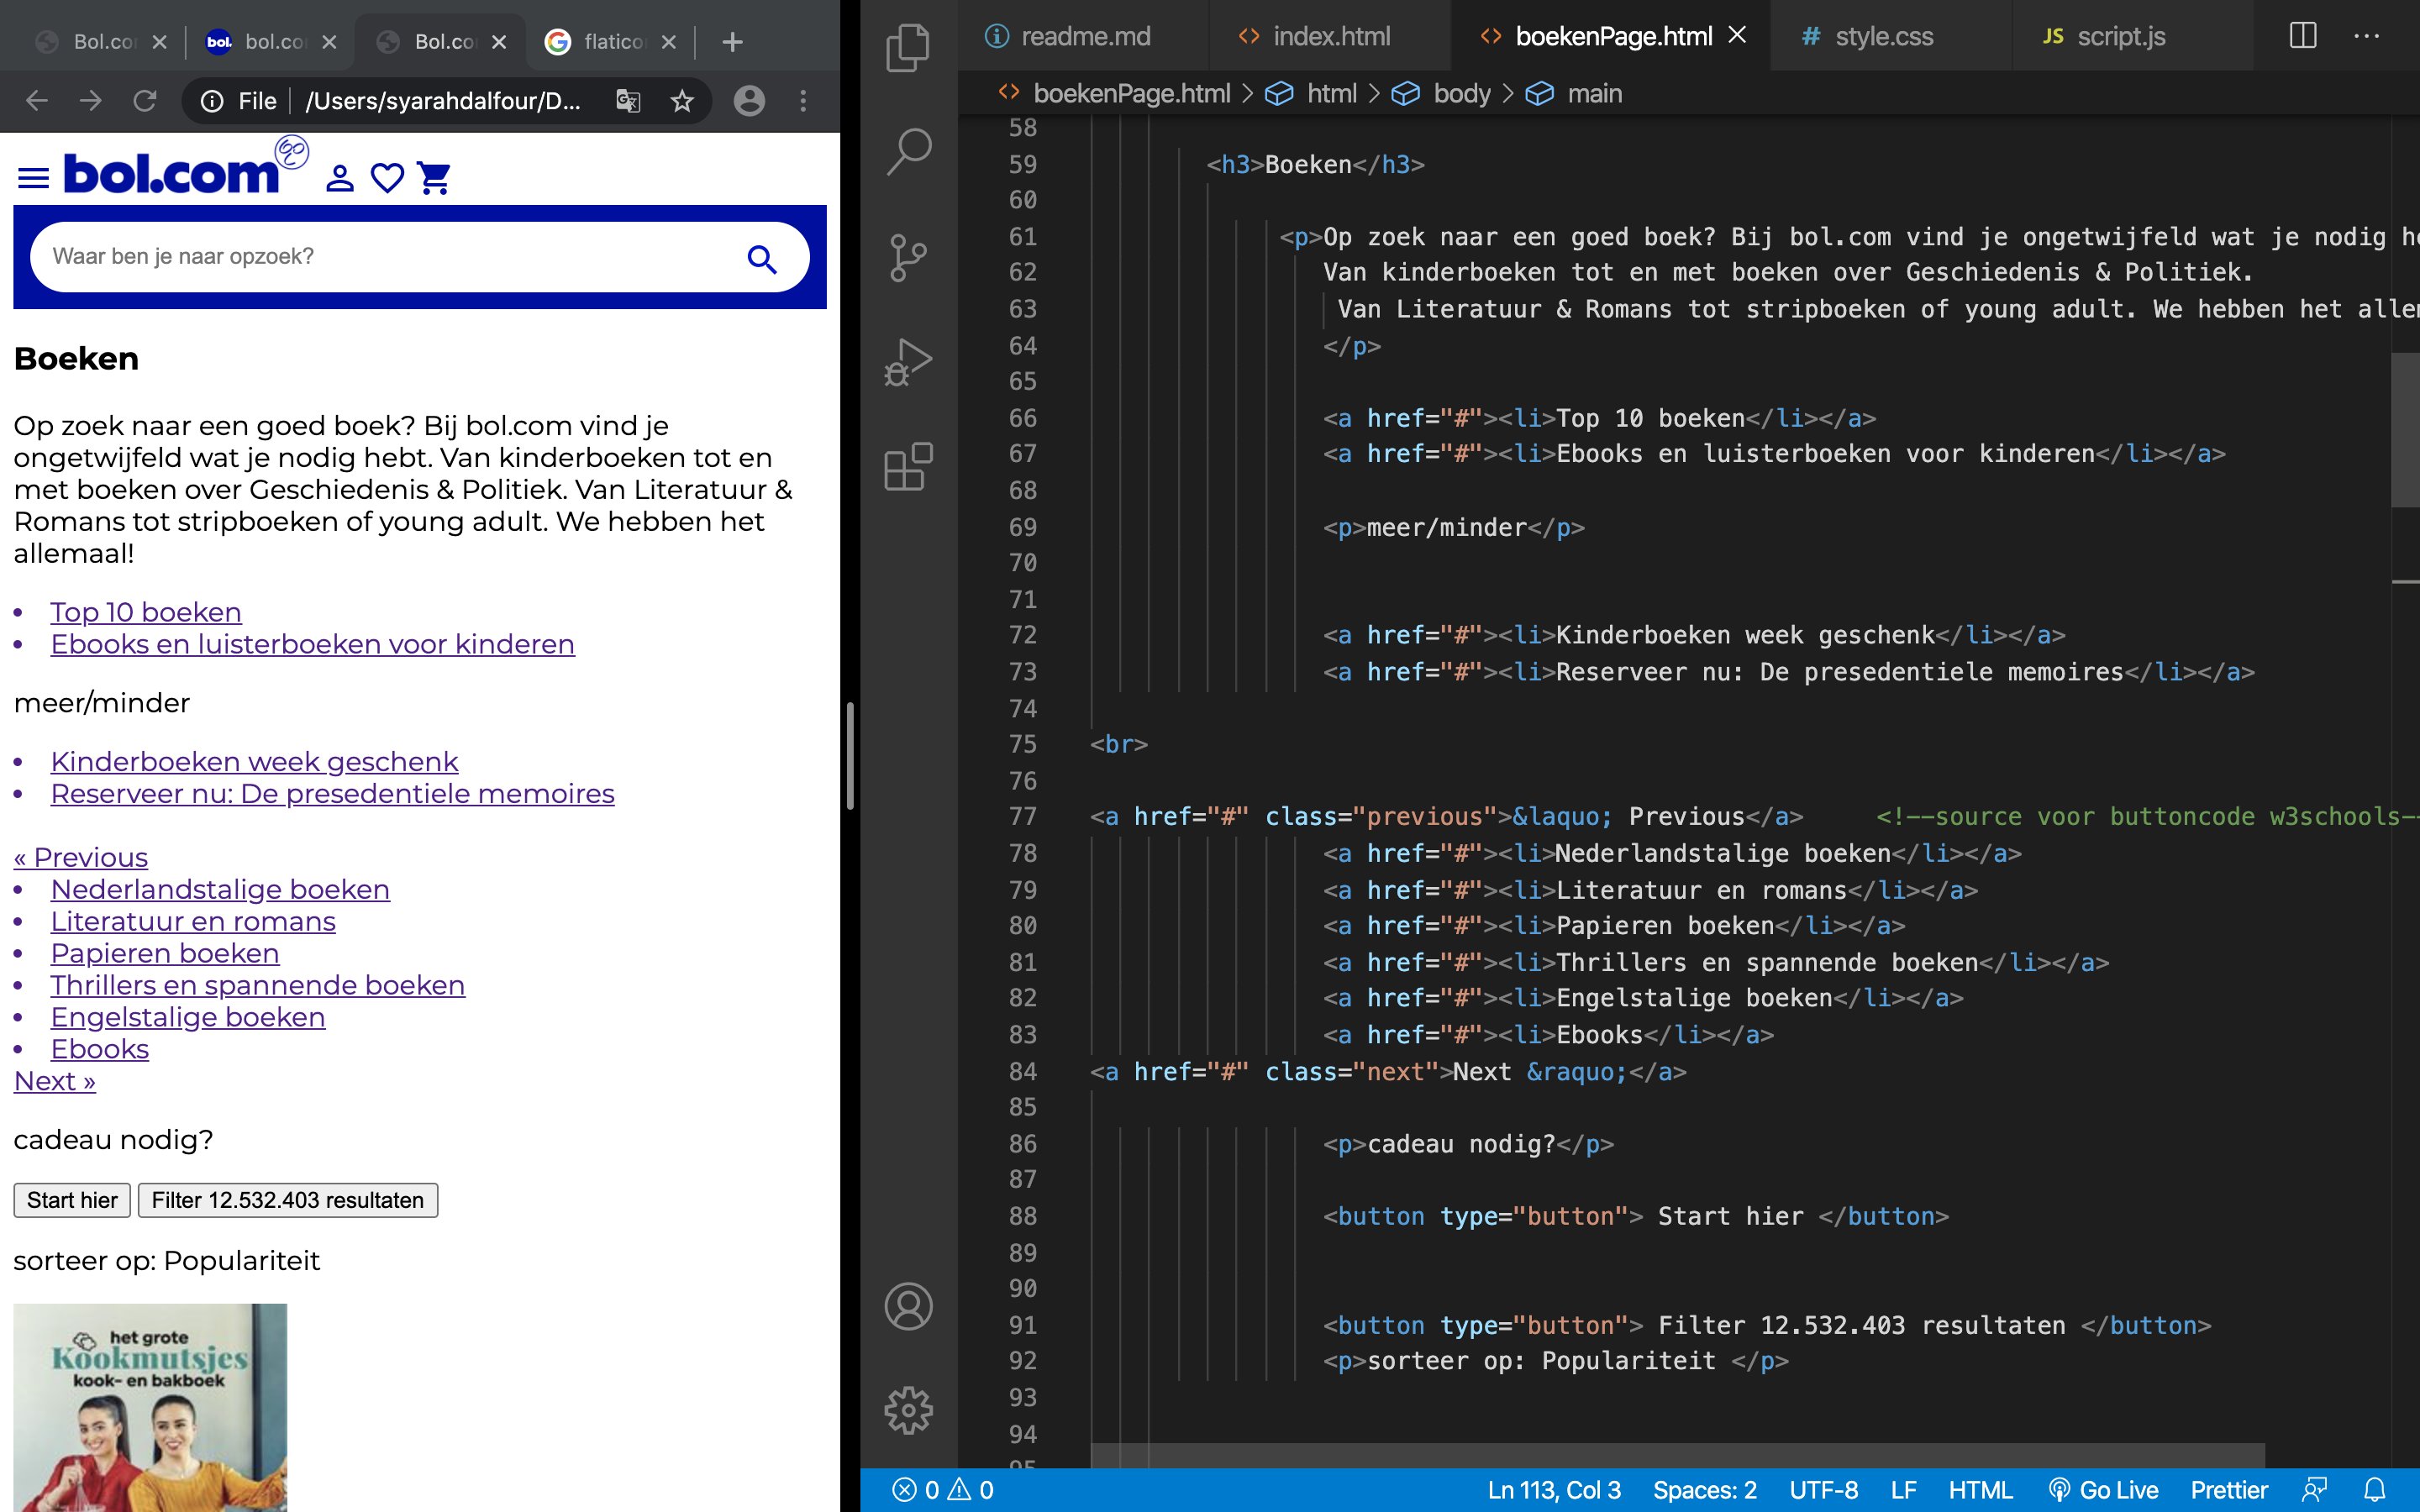 Bol.co
bol.co
Bol.co
flatico
File
/Users/syarahdalfour/D...
bol.com
Waar ben je naar opzoek?
Boeken
Op zoek naar een goed boek? Bij bol.com vind je
ongetwijfeld wat je nodig hebt. Van kinderboeken tot en
met boeken over Geschiedenis & Politiek. Van Literatuur &
Romans tot stripboeken of young adult. We hebben het
allemaal!
• Top 10 boeken
• Ebooks en luisterboeken voor kinderen
meer/minder
• Kinderboeken week geschenk
• Reserveer nu: De presedentiele memoires
« Previous
• Nederlandstalige boeken
• Literatuur en romans
• Papieren boeken
• Thrillers en spannende boeken
• Engelstalige boeken
• Ebooks
Next »
cadeau nodig?
Start hier Filter 12.532.403 resultaten
sorteer op: Populariteit
het grote
Kookmutsjes
kook- en bakboek
readme.md
index.html
boekenPage.html
# style.css
JS script.js
boekenPage.html > html > body > main
58
59 <h3>Boeken</h3>
60
61 <p>Op zoek naar een goed boek? Bij bol.com vind je ongetwijfeld wat je nodig he
62 Van kinderboeken tot en met boeken over Geschiedenis & Politiek.
63 Van Literatuur & Romans tot stripboeken of young adult. We hebben het allem
64 </p>
65
66 <a href="#"><li>Top 10 boeken</li></a>
67 <a href="#"><li>Ebooks en luisterboeken voor kinderen</li></a>
68
69 <p>meer/minder</p>
70
71
72 <a href="#"><li>Kinderboeken week geschenk</li></a>
73 <a href="#"><li>Reserveer nu: De presedentiele memoires</li></a>
74
75 <br>
76
77 <a href="#" class="previous">&laquo; Previous</a> <!--source voor buttoncode w3schools--
78 <a href="#"><li>Nederlandstalige boeken</li></a>
79 <a href="#"><li>Literatuur en romans</li></a>
80 <a href="#"><li>Papieren boeken</li></a>
81 <a href="#"><li>Thrillers en spannende boeken</li></a>
82 <a href="#"><li>Engelstalige boeken</li></a>
83 <a href="#"><li>Ebooks</li></a>
84 <a href="#" class="next">Next &raquo;</a>
85
86 <p>cadeau nodig?</p>
87
88 <button type="button"> Start hier </button>
89
90
91 <button type="button"> Filter 12.532.403 resultaten </button>
92 <p>sorteer op: Populariteit </p>
93
94
95
0 0
Ln 113, Col 3
Spaces: 2
UTF-8
LF
HTML
Go Live
Prettier